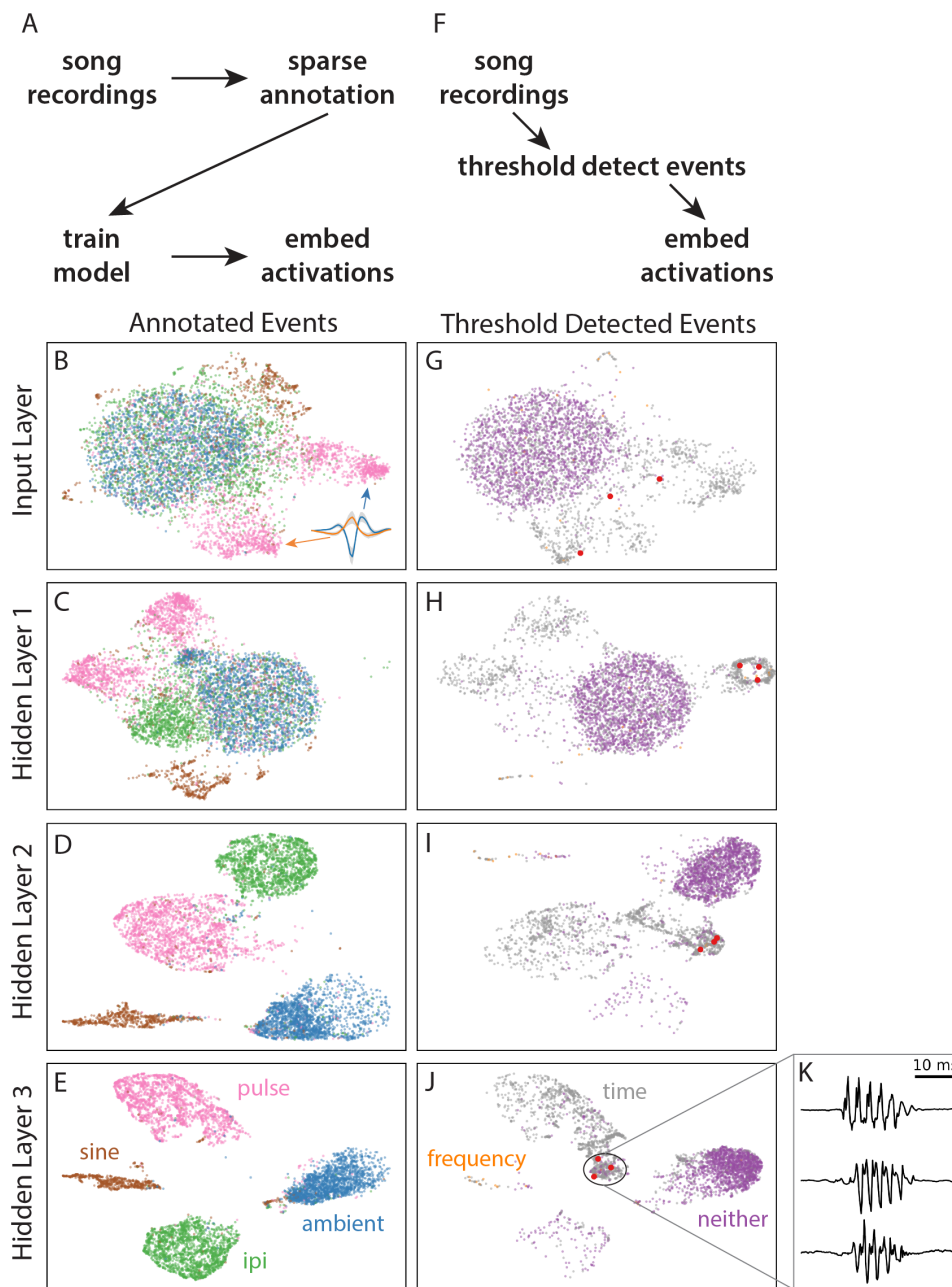 A
song
recordings
sparse
annotation
train
model
embed
activations
F
song
recordings
threshold detect events
embed
activations
Annotated Events
Threshold Detected Events
Input Layer
B
G
Hidden Layer 1
C
H
Hidden Layer 2
D
I
Hidden Layer 3
E
pulse
sine
ambient
ipi
J
time
frequency
neither
K
10 ms